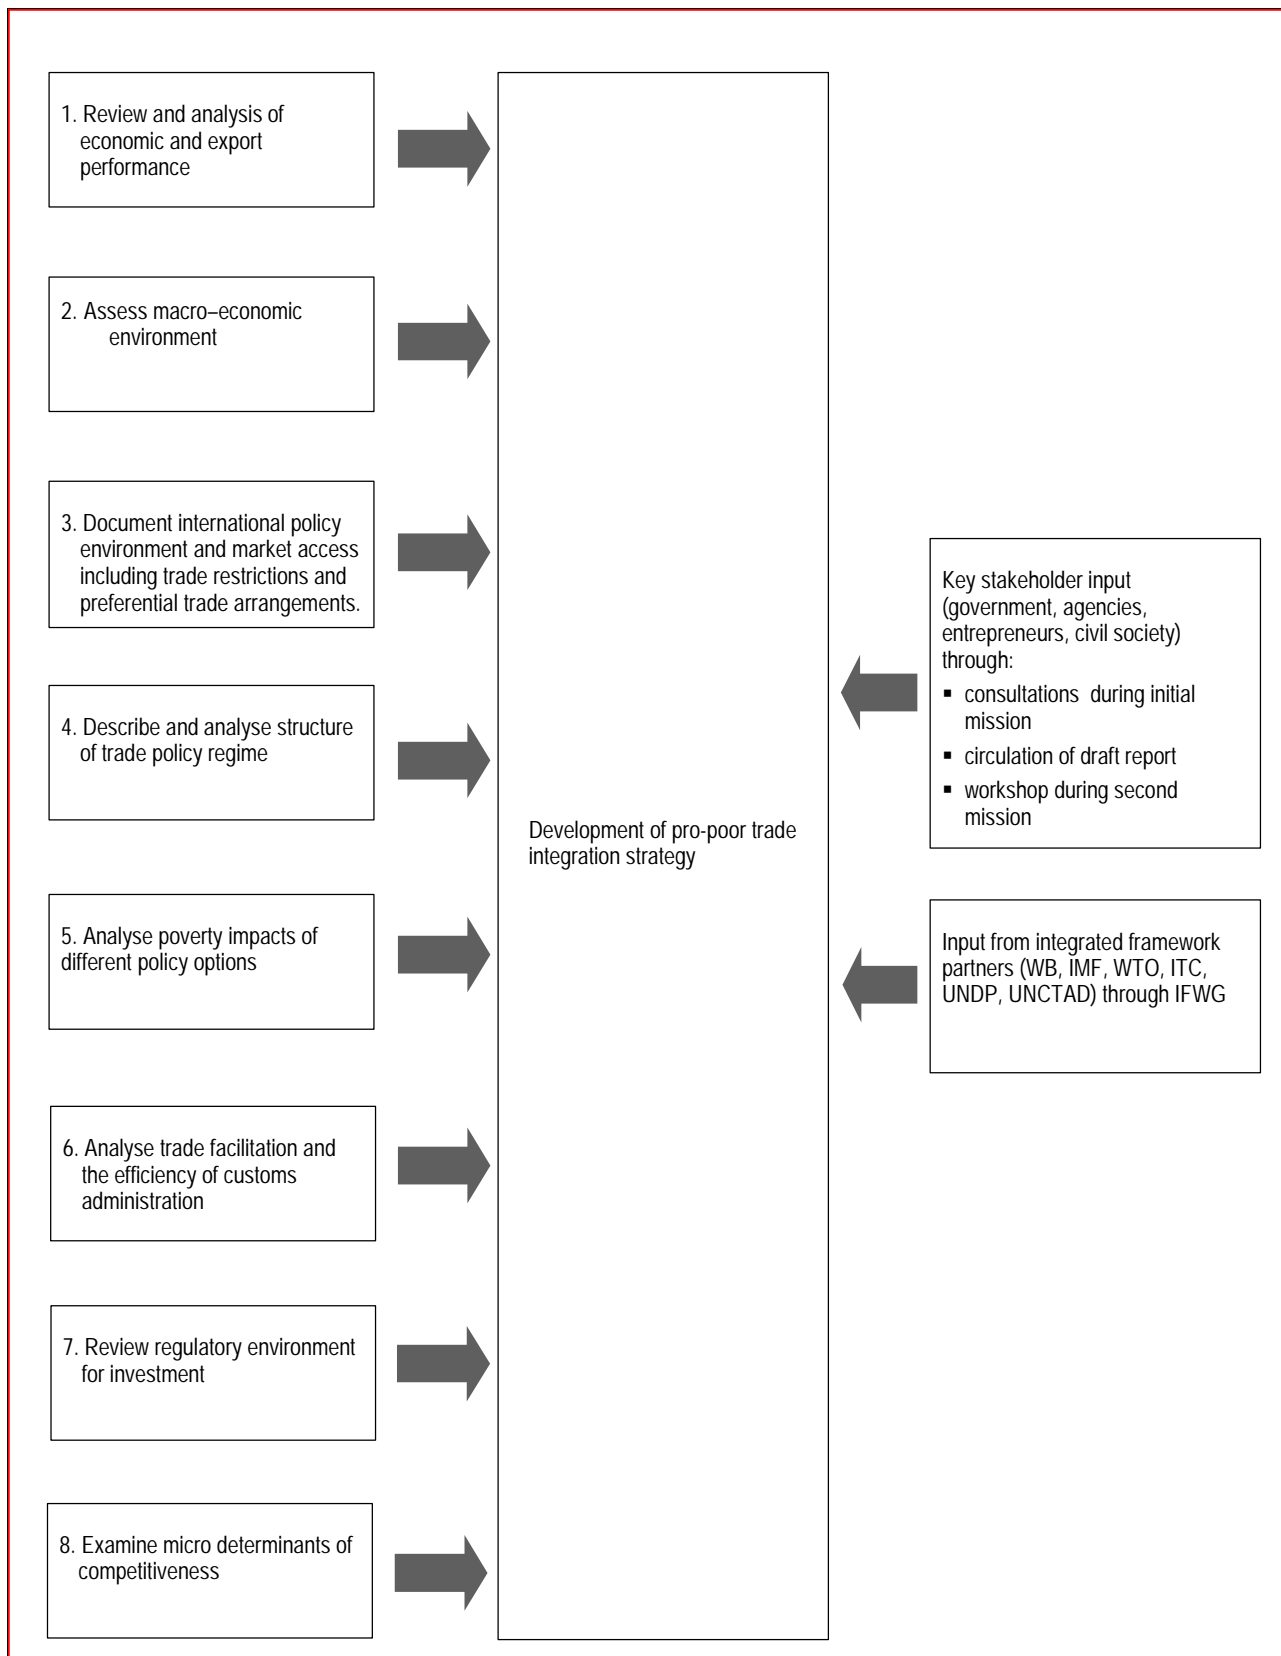 1. Review and analysis of
economic and export
performance
2. Assess macro–economic
environment
3. Document international policy
environment and market access
including trade restrictions and
preferential trade arrangements.
4. Describe and analyse structure
of trade policy regime
5. Analyse poverty impacts of
different policy options
6. Analyse trade facilitation and
the efficiency of customs
administration
7. Review regulatory environment
for investment
8. Examine micro determinants of
competitiveness
Development of pro-poor trade
integration strategy
Key stakeholder input
(government, agencies,
entrepreneurs, civil society)
through:
▪ consultations during initial
mission
▪ circulation of draft report
▪ workshop during second
mission
Input from integrated framework
partners (WB, IMF, WTO, ITC,
UNDP, UNCTAD) through IFWG